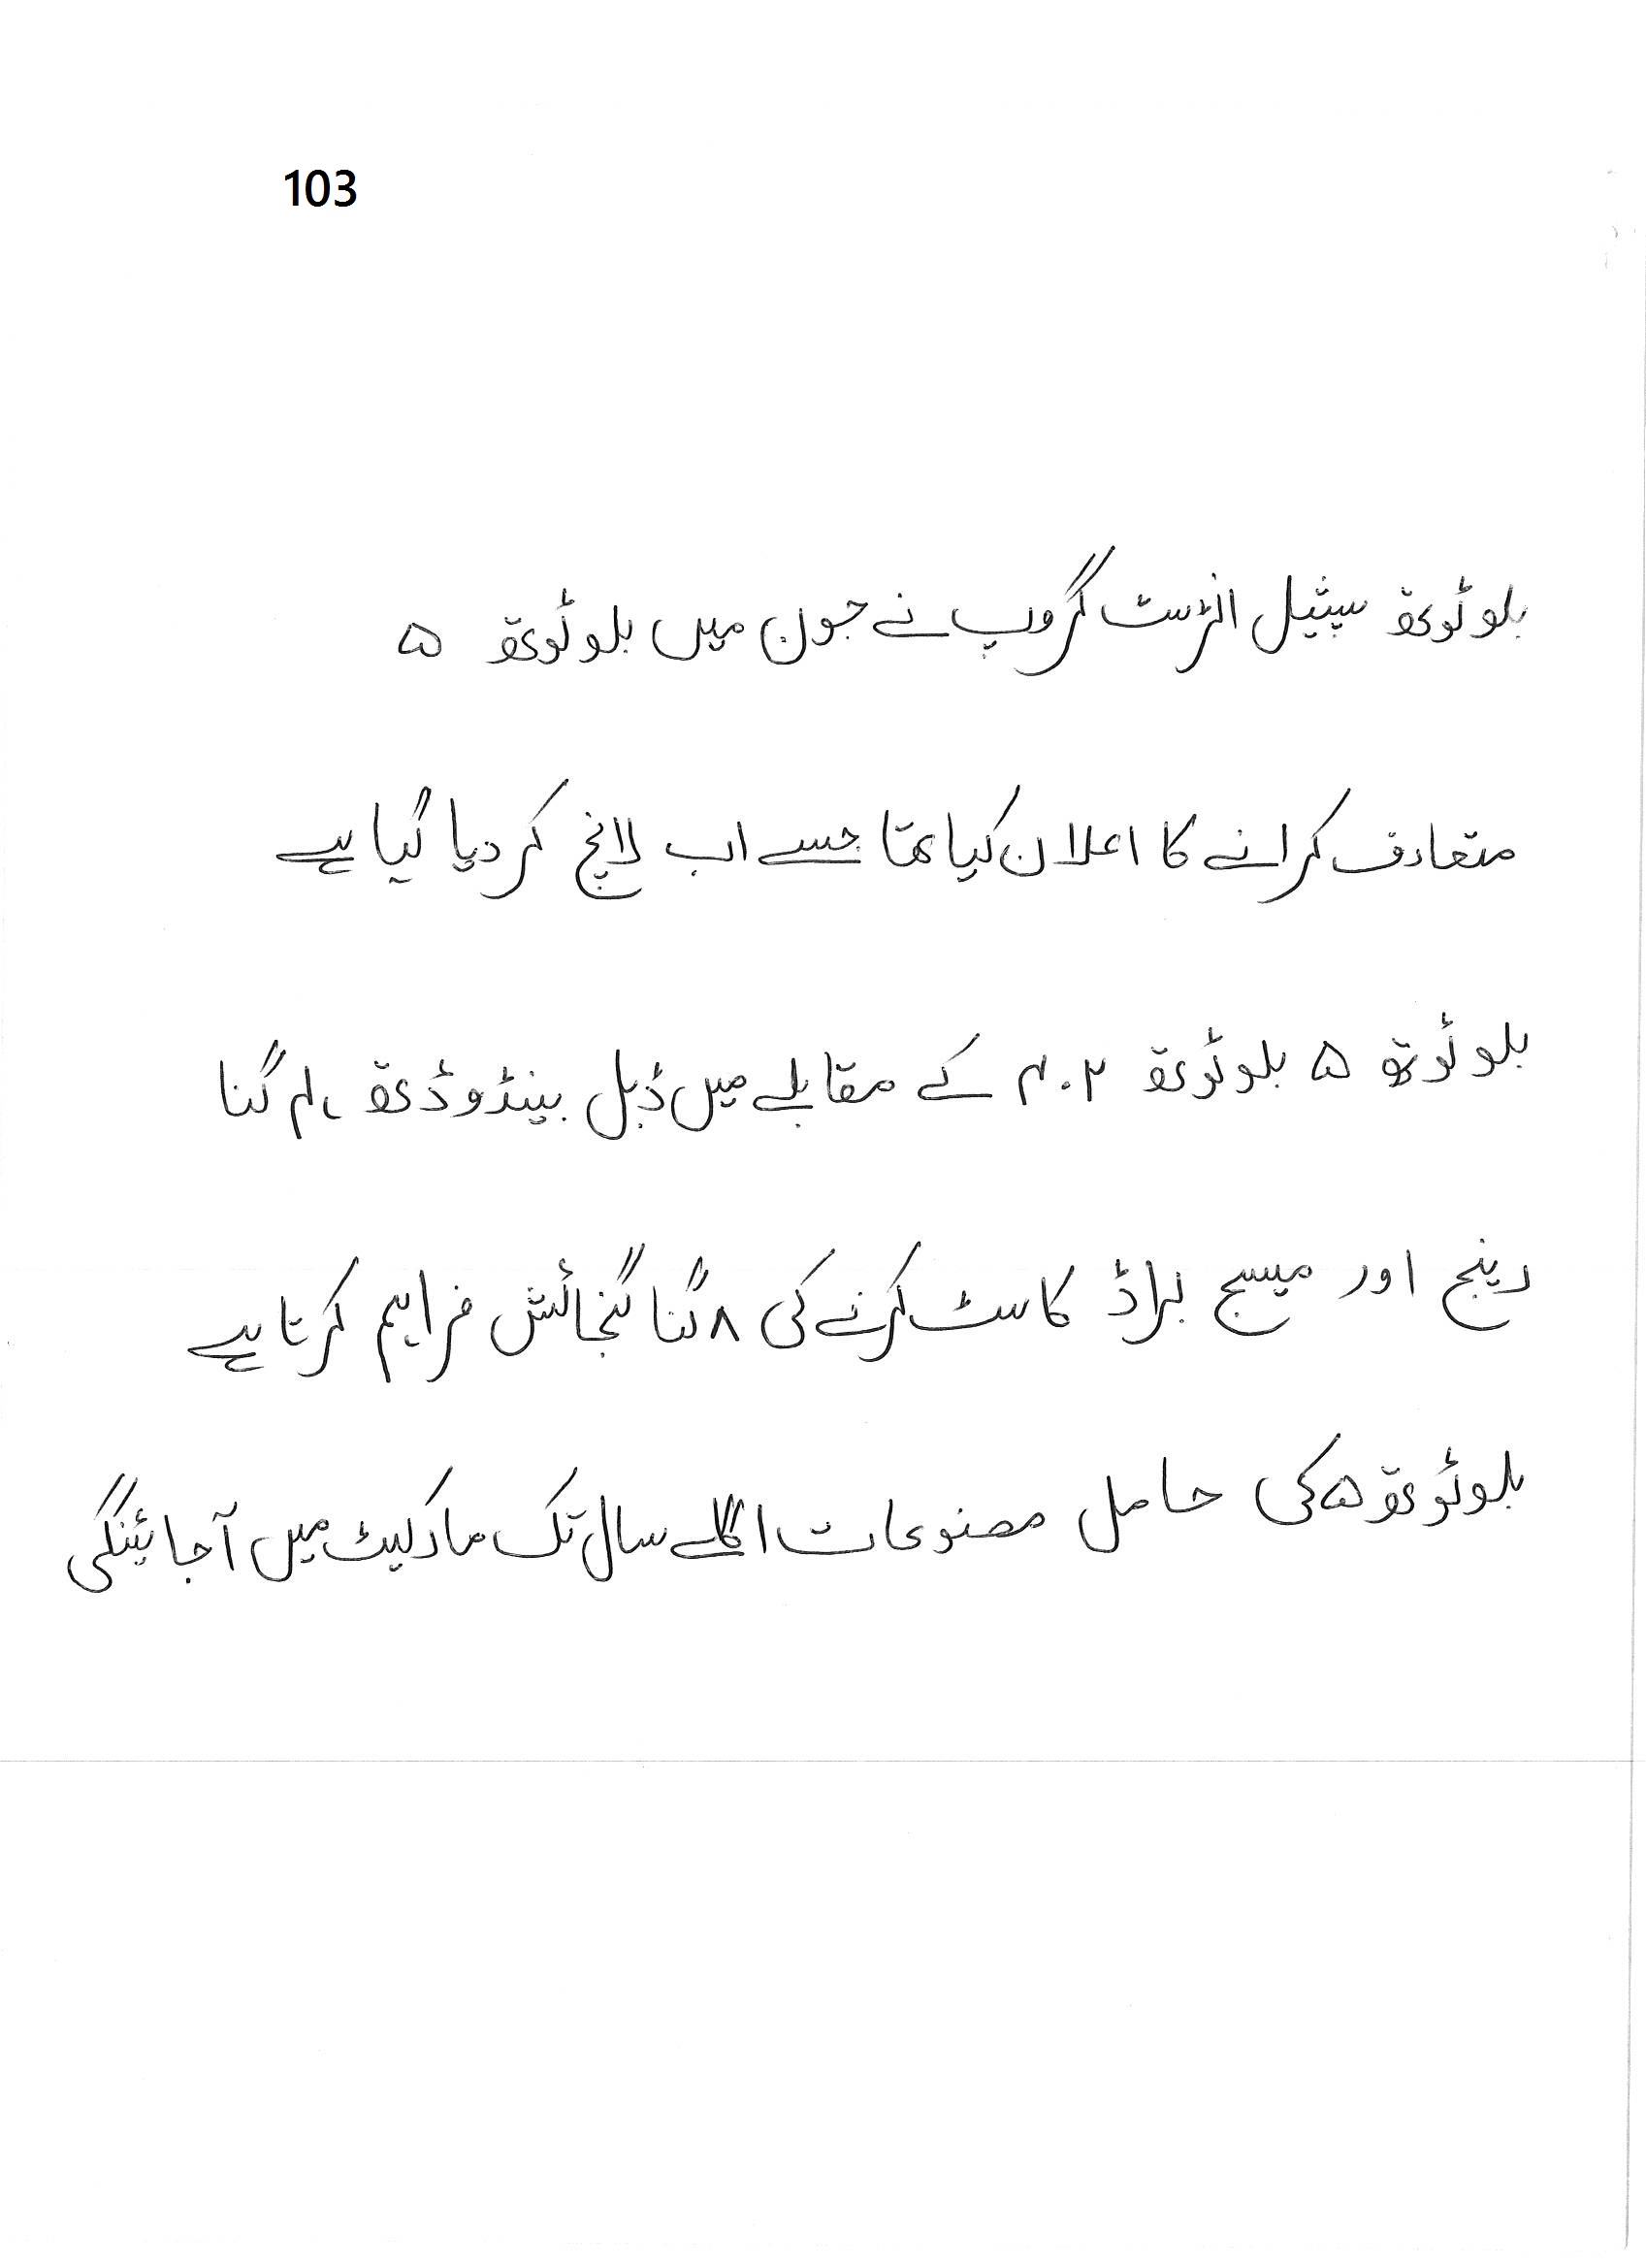 103
بلوٹوتھ سپیشل انٹرسٹ گروپ نے جون میں بلوٹوتھ ۵
متعارف کرانے کا اعلان کیا تھا جسے اب لانچ کر دیا گیا ہے
بلوٹوتھ ۵ بلوٹوتھ ۴.۲ کے مقابلے میں ڈبل بینڈوڈتھ ، ۴ گنا
رینج اور میسج براڈ کاسٹ کرنے کی ۸ گنا گنجائش فراہم کرتا ہے
بلوٹوتھ ۵ کی حامل مصنوعات اگلے سال تک مارکیٹ میں آجائینگی